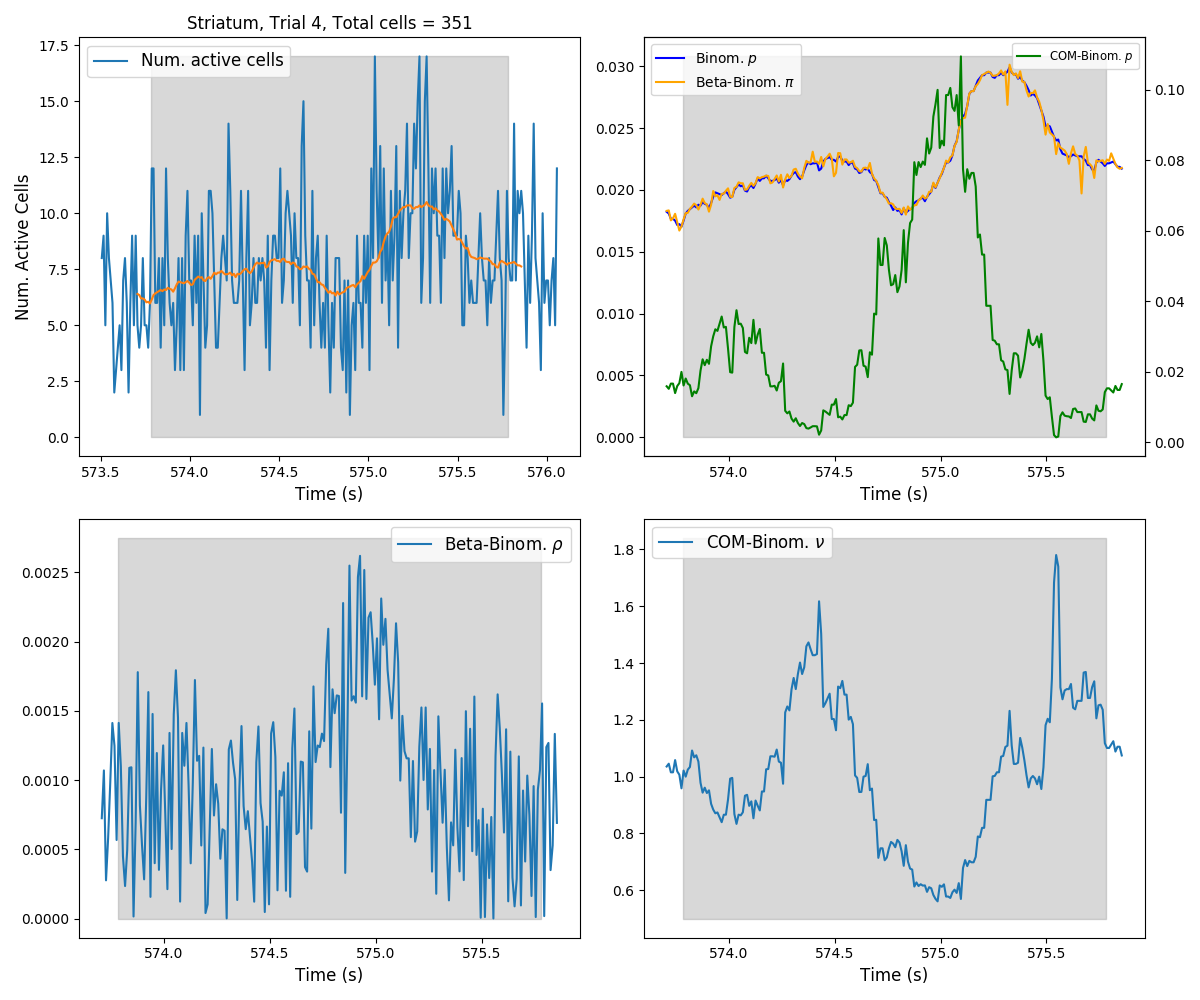 Striatum, Trial 4, Total cells = 351
Num. active cells
Num. Active Cells
17.5
15.0
12.5
10.0
7.5
5.0
2.5
0.0
573.5 574.0 574.5 575.0 575.5 576.0
Time (s)
Binom. p
Beta-Binom. π
COM-Binom. p
0.030
0.025
0.020
0.015
0.010
0.005
0.000
0.10
0.08
0.06
0.04
0.02
0.00
574.0 574.5 575.0 575.5
Time (s)
Beta-Binom. ρ
0.0025
0.0020
0.0015
0.0010
0.0005
0.0000
574.0 574.5 575.0 575.5
Time (s)
COM-Binom. ν
1.8
1.6
1.4
1.2
1.0
0.8
0.6
574.0 574.5 575.0 575.5
Time (s)